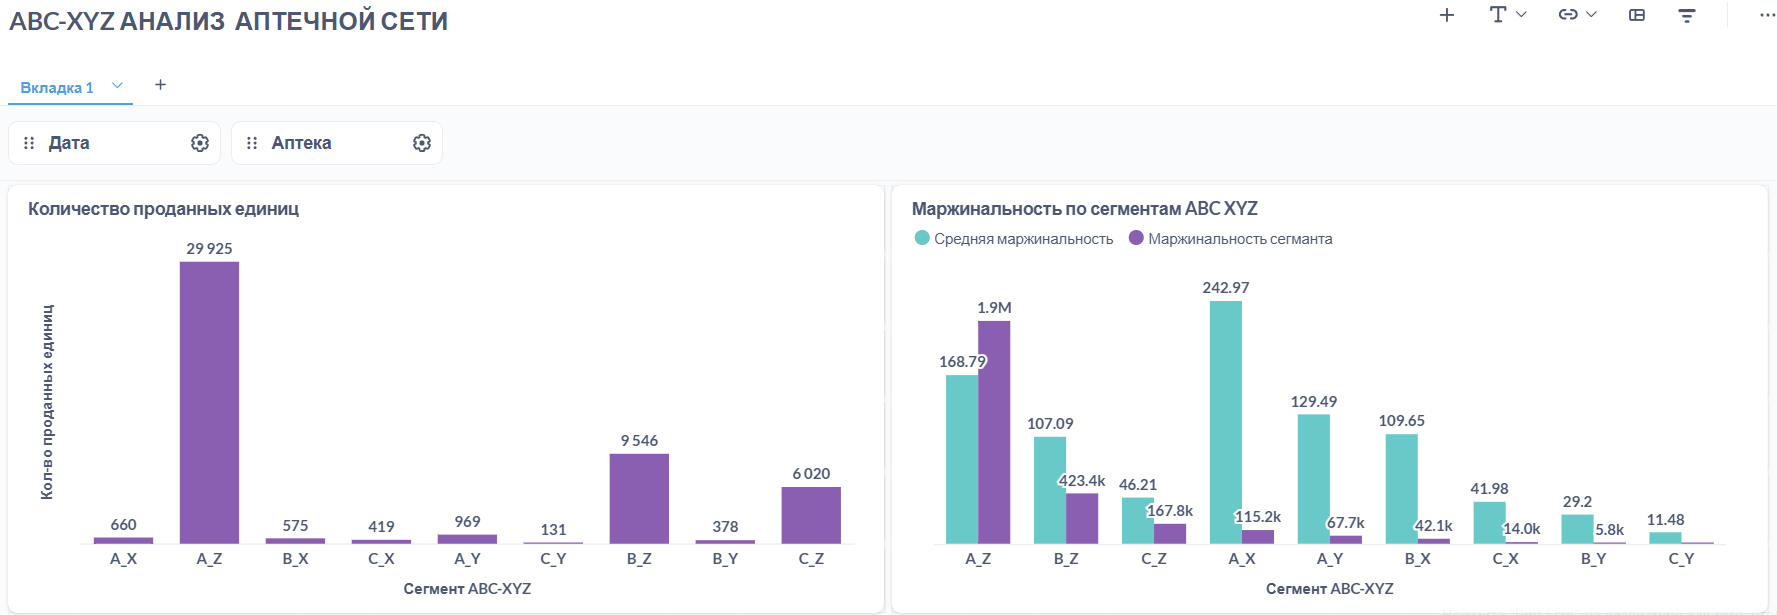 ABC-XYZ АНАЛИЗ АПТЕЧНОЙ СЕТИ
Вкладка 1
Дата
Аптека
Количество проданных единиц
Кол-во проданных единиц
29 925
9 546
6 020
660
575
419
969
131
378
A_X
A_Z
B_X
C_X
A_Y
C_Y
B_Z
B_Y
C_Z
Сегмент ABC-XYZ
Маржинальность по сегментам ABC XYZ
Средняя маржинальность
Маржинальность сегманта
242.97
1.9M
168.79
129.49
107.09
109.65
423.4k
46.21
41.98
167.8k
115.2k
67.7k
42.1k
14.0k
29.2
5.8k
11.48
A_Z
B_Z
C_Z
A_X
A_Y
B_X
C_X
B_Y
C_Y
Сегмент ABC-XYZ